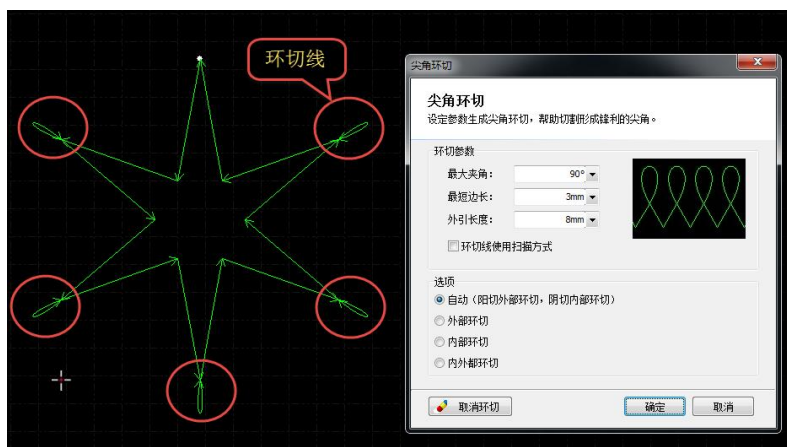 环切线
尖角环切
尖角环切
设定参数生成尖角环切，帮助切割形成锋利的尖角。
环切参数
最大夹角： 90°
最短边长： 3mm
外引长度： 8mm
环切线使用扫描方式
选项
自动（阳切外部环切，阴切内部环切）
外部环切
内部环切
内外都环切
取消环切 确定 取消